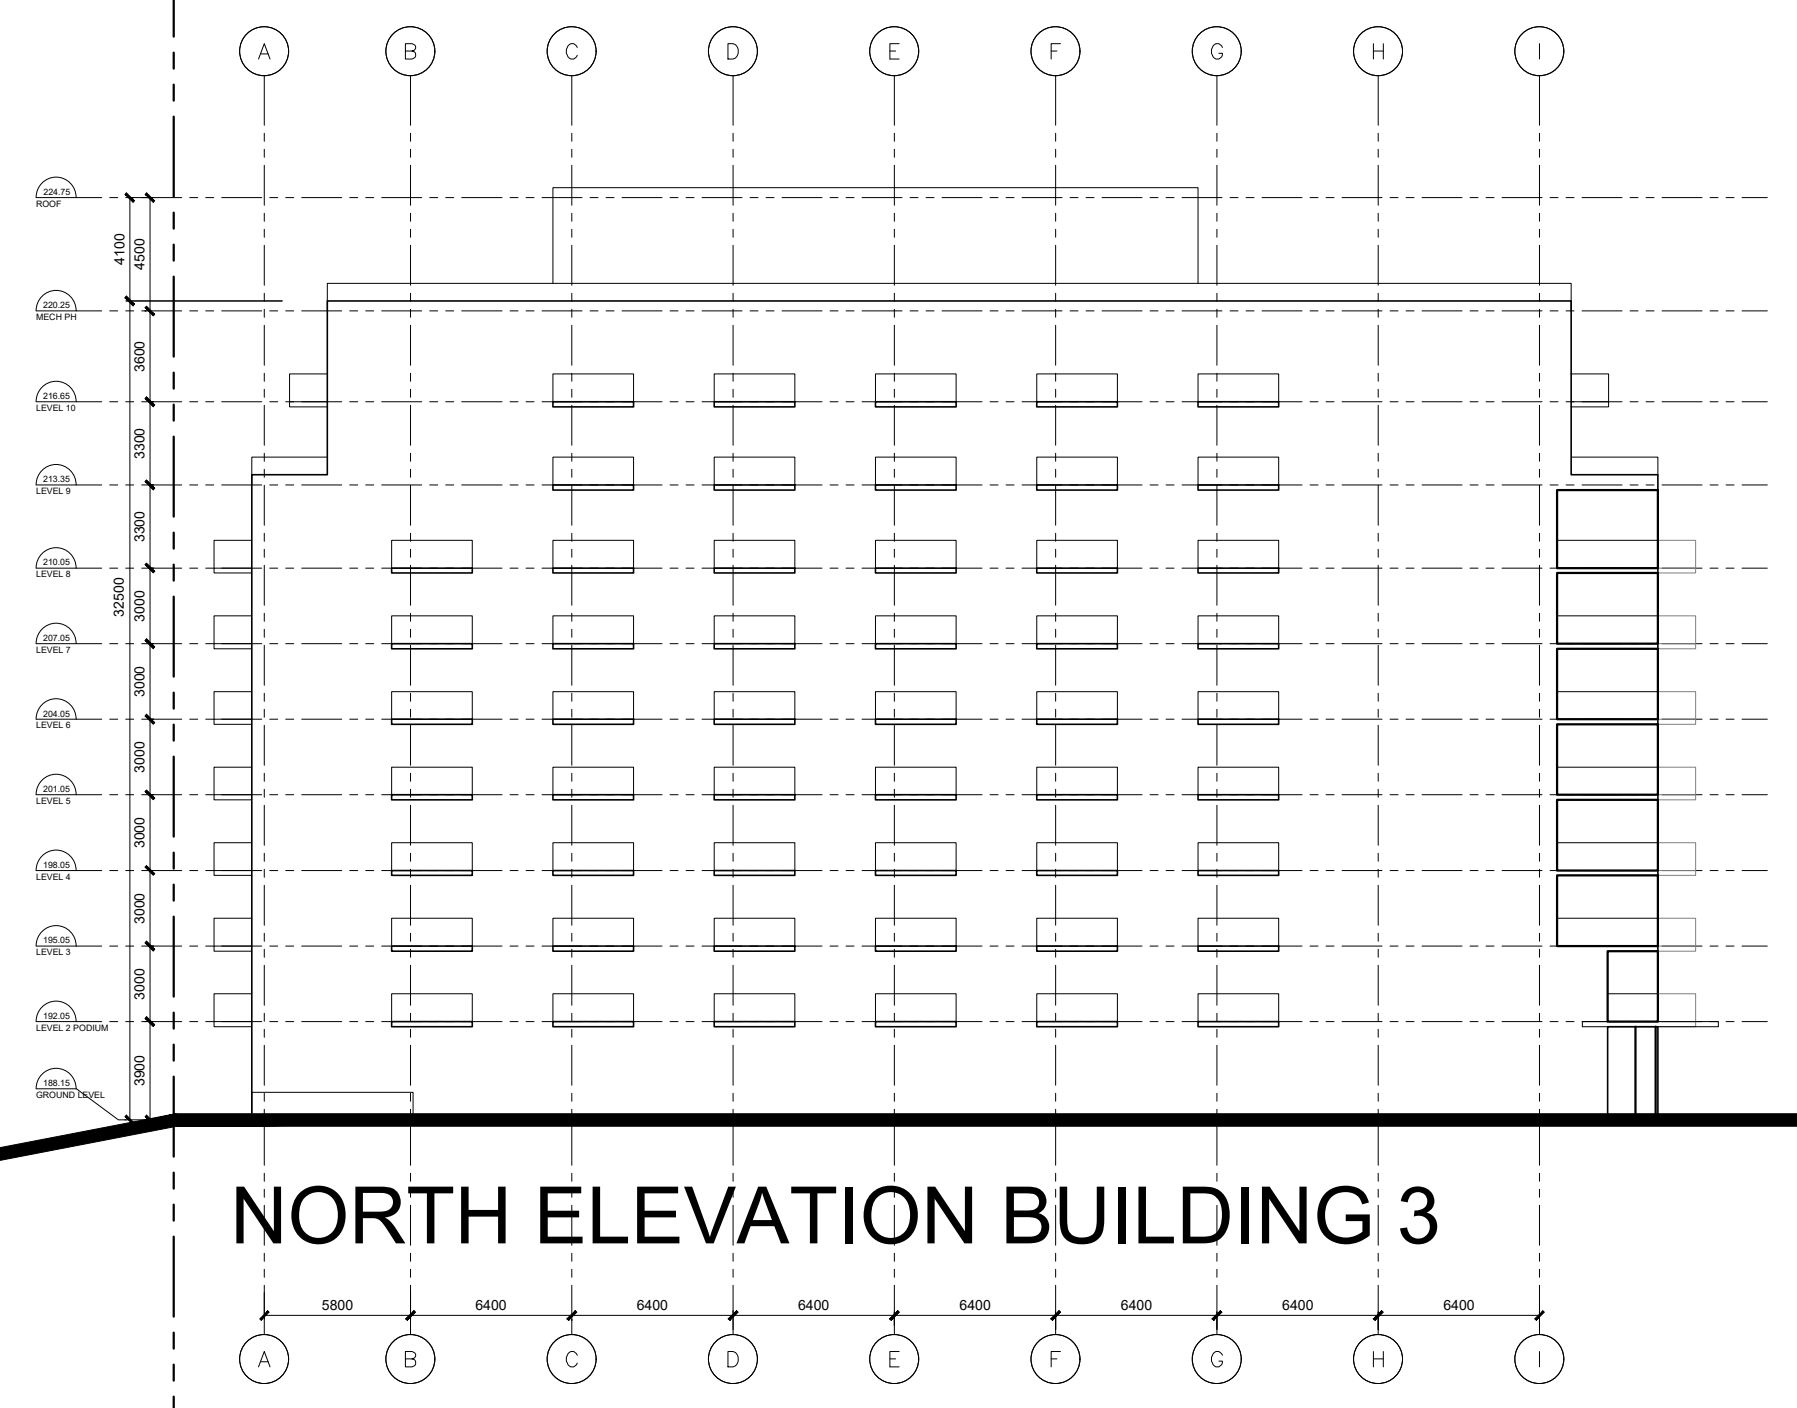 A B C D E F G H I
224.75
ROOF
4100
4500
220.25
MECH PH
3600
216.65
LEVEL 10
3300
213.35
LEVEL 9
3300
210.05
LEVEL 8
32500
3000
207.05
LEVEL 7
3000
204.05
LEVEL 6
3000
201.05
LEVEL 5
3000
198.05
LEVEL 4
3000
195.05
LEVEL 3
3000
192.05
LEVEL 2 PODIUM
3900
188.15
GROUND LEVEL
NORTH ELEVATION BUILDING 3
5800 6400 6400 6400 6400 6400 6400 6400
A B C D E F G H I